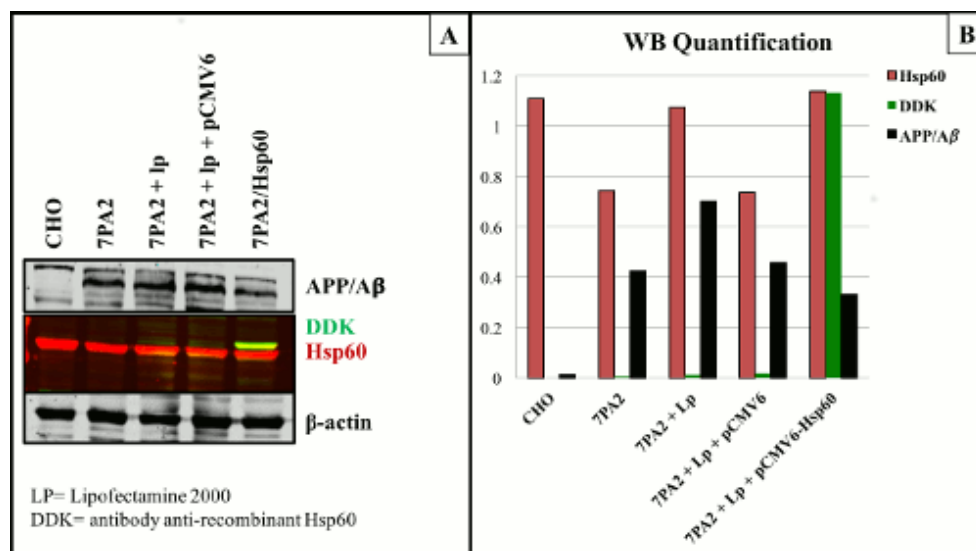 A
CHO
7PA2
7PA2 + lp
7PA2 + lp + pCMV6
7PA2/Hsp60
APP/Aβ
DDK
Hsp60
β-actin
LP= Lipofectamine 2000
DDK= antibody anti-recombinant Hsp60
B
WB Quantification
1.2
1
0.8
0.6
0.4
0.2
0
Hsp60
DDK
APP/Aβ
CHO
7PA2
7PA2 + Lp
7PA2 + Lp + pCMV6
7PA2 + Lp + pCMV6-Hsp60